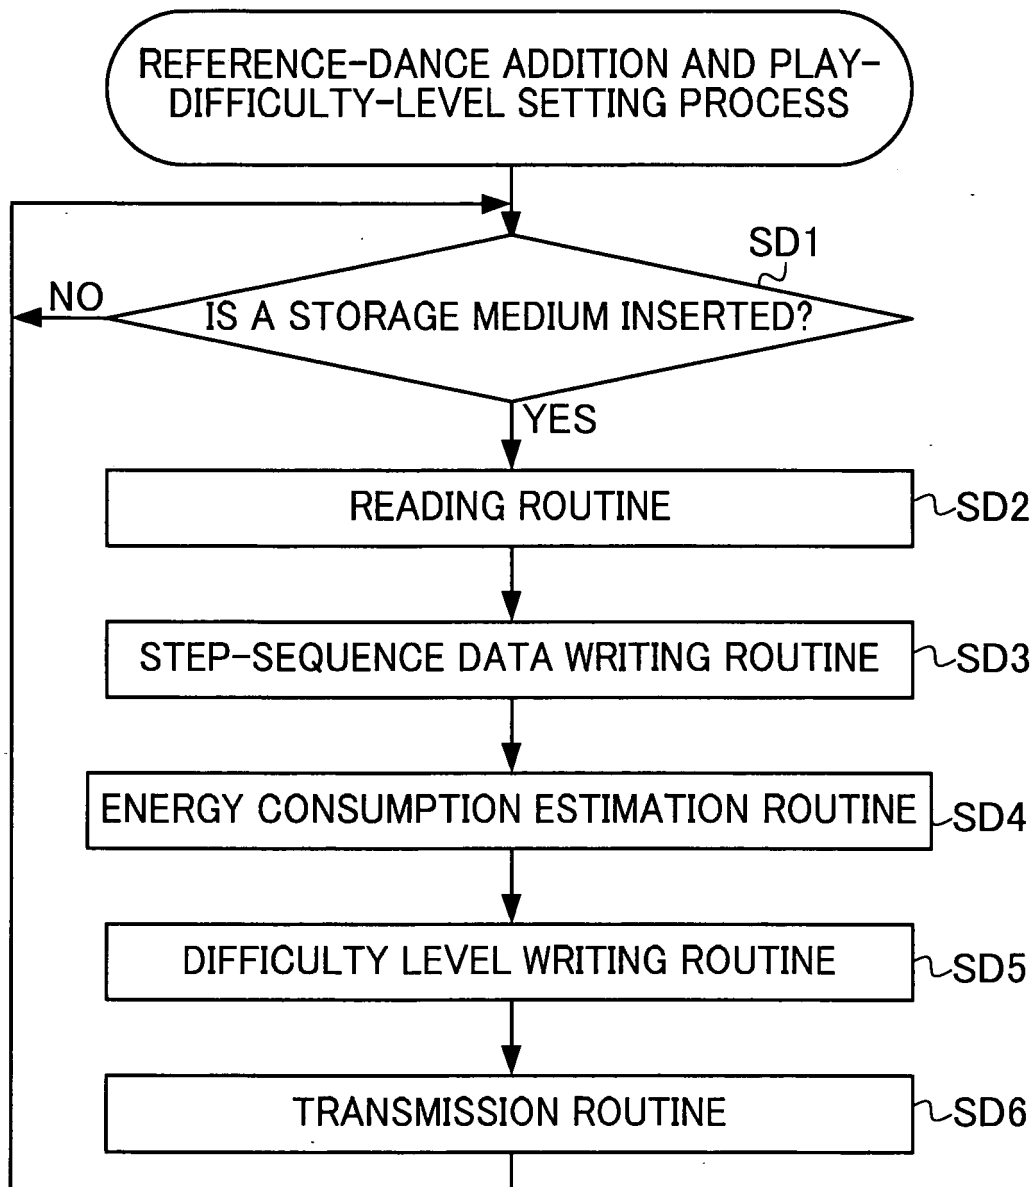 REFERENCE-DANCE ADDITION AND PLAY-
DIFFICULTY-LEVEL SETTING PROCESS
SD1
NO
IS A STORAGE MEDIUM INSERTED?
YES
READING ROUTINE
SD2
STEP-SEQUENCE DATA WRITING ROUTINE
SD3
ENERGY CONSUMPTION ESTIMATION ROUTINE
SD4
DIFFICULTY LEVEL WRITING ROUTINE
SD5
TRANSMISSION ROUTINE
SD6